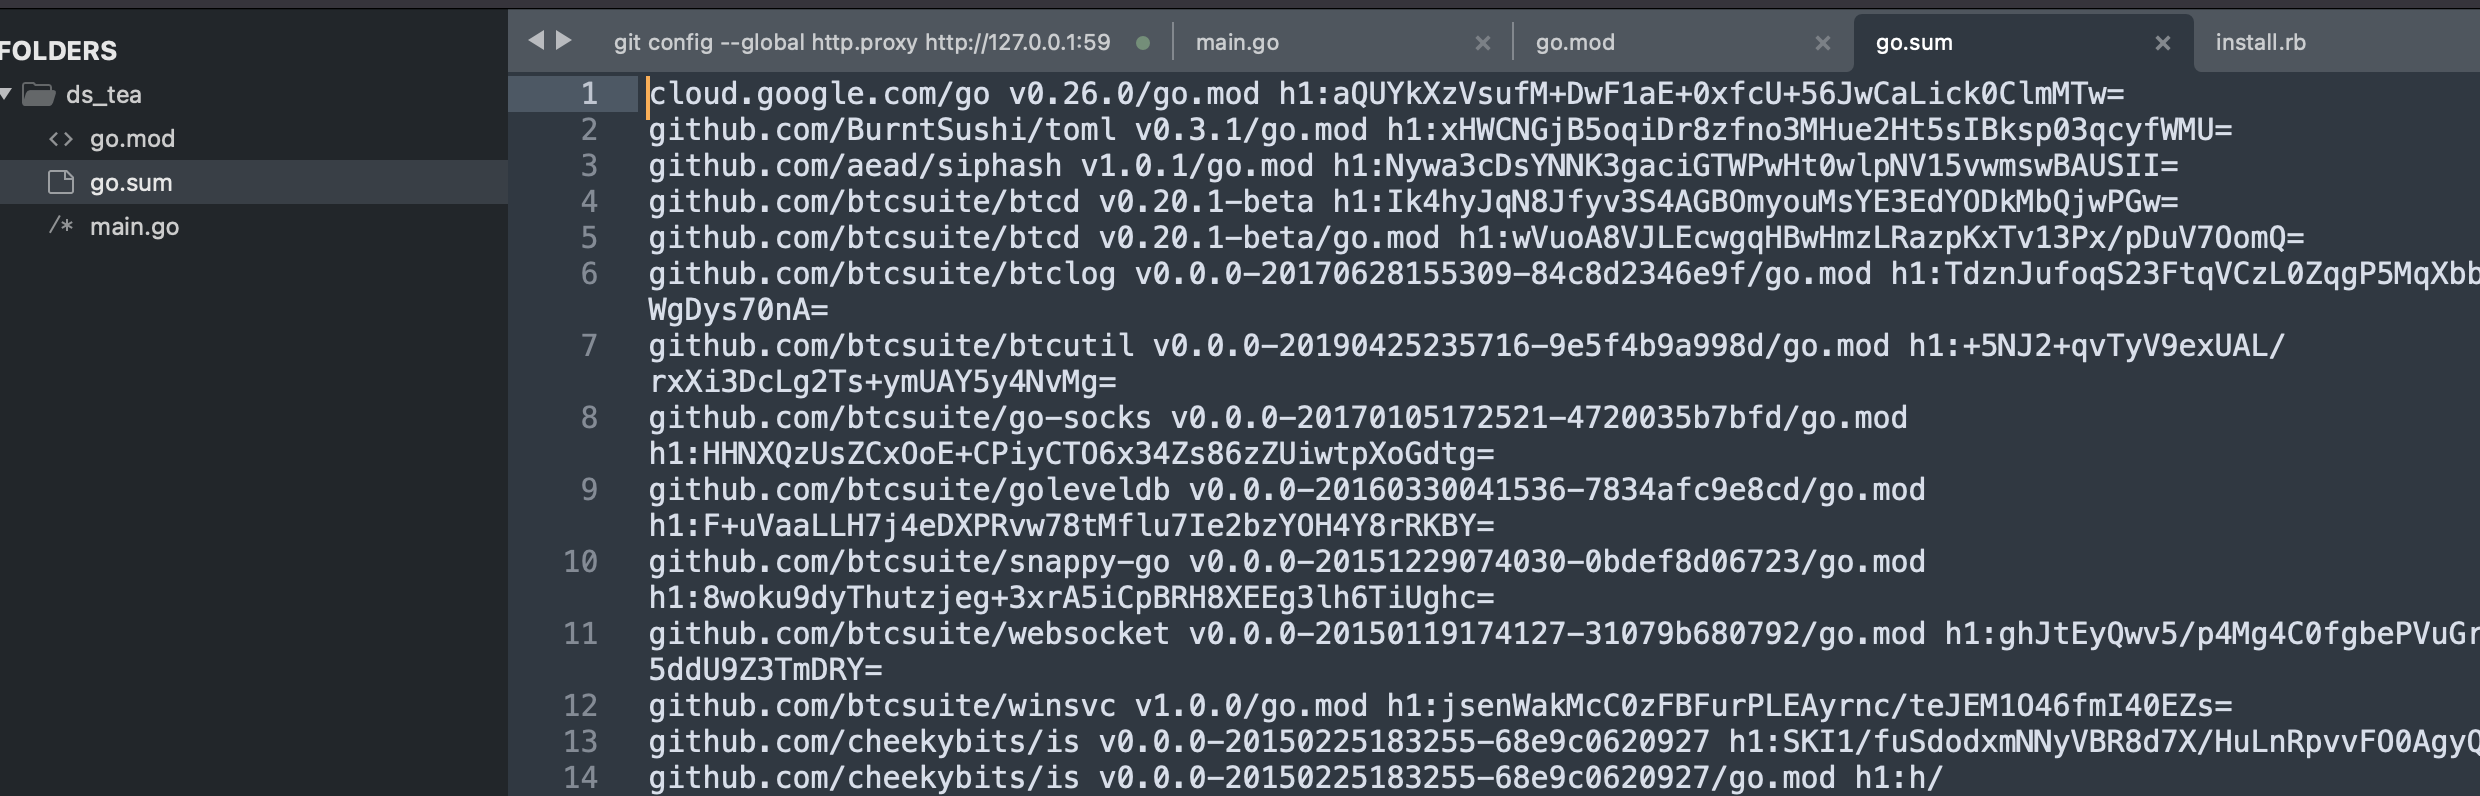 FOLDERS
ds_tea
<> go.mod
go.sum
/* main.go
git config --global http.proxy http://127.0.0.1:59
main.go
go.mod
go.sum
install.rb
1 cloud.google.com/go v0.26.0/go.mod h1:aQUYkXzVsufM+DwF1aE+0xfcU+56JwCaLick0ClmMTw=
2 github.com/BurntSushi/toml v0.3.1/go.mod h1:xHWCNGjB5oqiDr8zfno3MHue2Ht5sIBksp03qcyfWMU=
3 github.com/aead/siphash v1.0.1/go.mod h1:Nywa3cDsYNNK3gaciGTWPwHt0wlpNV15vwmswBAUSII=
4 github.com/btcsuite/btcd v0.20.1-beta h1:Ik4hyJqN8Jfyv3S4AGBOmyouMsYE3EdYODkMbQjwPGw=
5 github.com/btcsuite/btcd v0.20.1-beta/go.mod h1:wVuoA8VJLEcwgqHBwHmzLRazpKxTv13Px/pDuV7OomQ=
6 github.com/btcsuite/btclog v0.0.0-20170628155309-84c8d2346e9f/go.mod h1:TdznJufoqS23FtqVCzL0ZqgP5MqXbb
WgDys70nA=
7 github.com/btcsuite/btcutil v0.0.0-20190425235716-9e5f4b9a998d/go.mod h1:+5NJ2+qvTyV9exUAL/
rxXi3DcLg2Ts+ymUAY5y4NvMg=
8 github.com/btcsuite/go-socks v0.0.0-20170105172521-4720035b7bfd/go.mod
h1:HHNXQzUsZCxOoE+CPiyCTO6x34Zs86zZUiwtpXoGdtg=
9 github.com/btcsuite/goleveldb v0.0.0-20160330041536-7834afc9e8cd/go.mod
h1:F+uVaaLLH7j4eDXPRvw78tMflu7Ie2bzYOH4Y8rRKBY=
10 github.com/btcsuite/snappy-go v0.0.0-20151229074030-0bdef8d06723/go.mod
h1:8woku9dyThutzjeg+3xrA5iCpBRH8XEEg3lh6TiUghc=
11 github.com/btcsuite/websocket v0.0.0-20150119174127-31079b680792/go.mod h1:ghJtEyQwv5/p4Mg4C0fgbePVuGr
5ddU9Z3TmDRY=
12 github.com/btcsuite/winsvc v1.0.0/go.mod h1:jsenWakMcC0zFBFurPLEAyrnc/teJEM1O46fmI40EZs=
13 github.com/cheekybits/is v0.0.0-20150225183255-68e9c0620927 h1:SKI1/fuSdodxmNNyVBR8d7X/HuLnRpvvFO0AgyQ
14 github.com/cheekybits/is v0.0.0-20150225183255-68e9c0620927/go.mod h1:h/